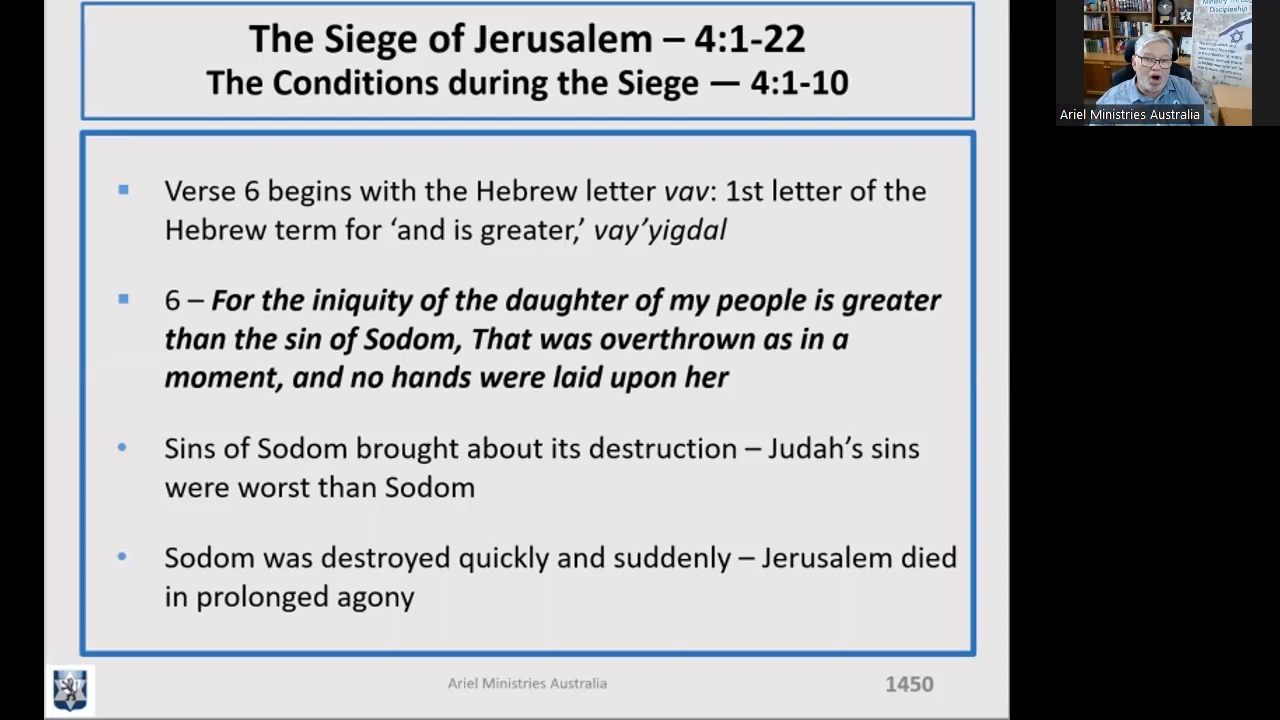 The Siege of Jerusalem – 4:1-22
The Conditions during the Siege — 4:1-10
Verse 6 begins with the Hebrew letter vav: 1st letter of the
Hebrew term for ‘and is greater,’ vay’yigdal
6 – For the iniquity of the daughter of my people is greater
than the sin of Sodom, That was overthrown as in a
moment, and no hands were laid upon her
Sins of Sodom brought about its destruction – Judah’s sins
were worst than Sodom
Sodom was destroyed quickly and suddenly – Jerusalem died
in prolonged agony
Ariel Ministries Australia
1450
Discipleship
Ariel Ministries Australia